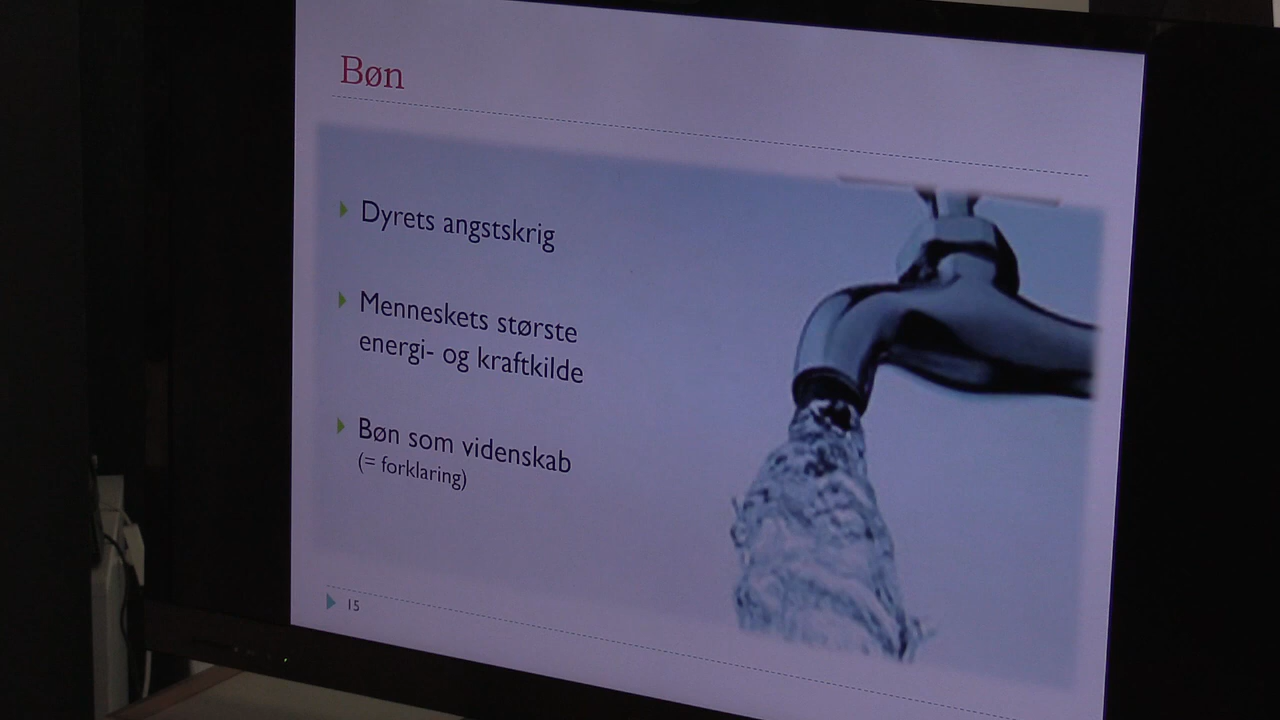 Bøn
Dyrets angstskrig
Menneskets største
energi- og kraftkilde
Bøn som videnskab
(= forklaring)
15